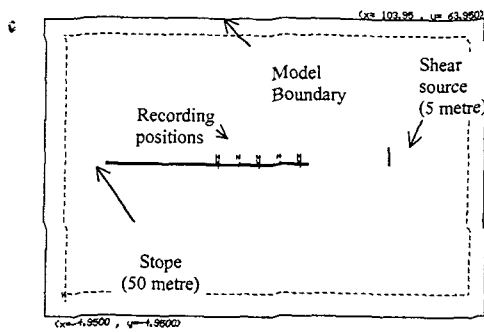 (x= 103.95 , y= 63.950)
Model
Boundary
Shear
source
(5 metre)
Recording
positions
Stope
(50 metre)
(x=-4.9500 , y=-4.9500)